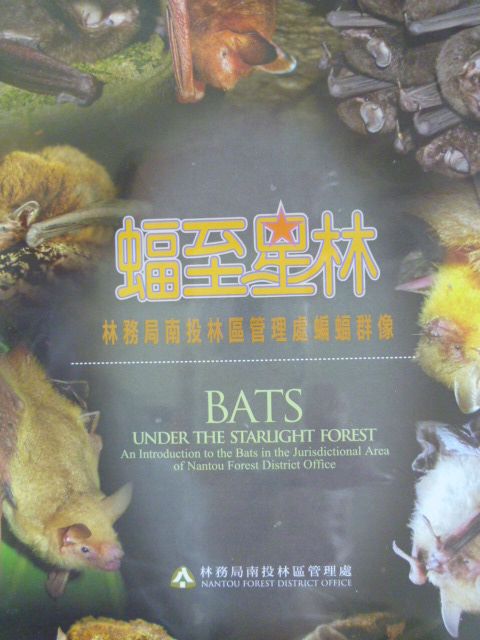 蝠至星林
林務局南投林區管理處蝙蝠群像
BATS
UNDER THE STARLIGHT FOREST
An Introduction to the Bats in the Jurisdictional Area
of Nantou Forest District Office
林務局南投林區管理處
NANTOU FOREST DISTRICT OFFICE